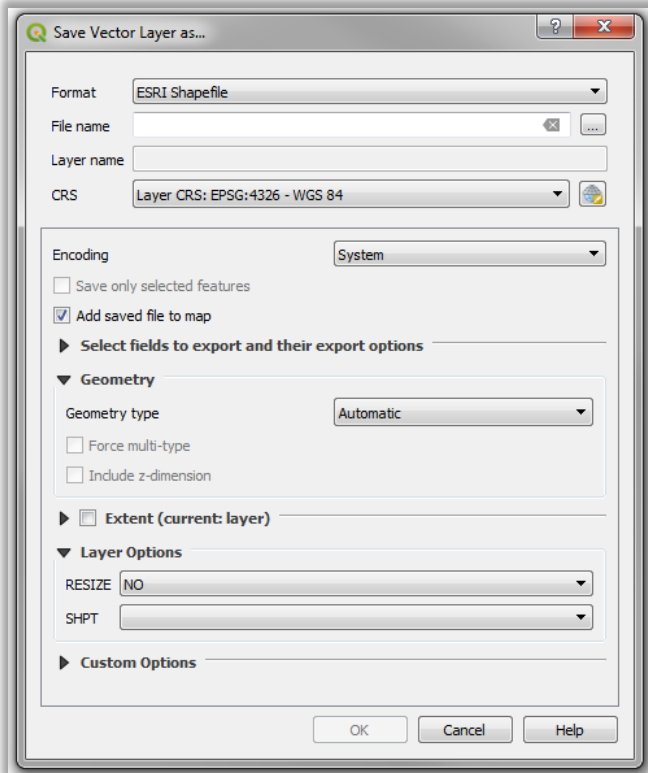 Save Vector Layer as...
Format ESRI Shapefile
File name ...
Layer name
CRS Layer CRS: EPSG:4326 - WGS 84
Encoding System
Save only selected features
Add saved file to map
Select fields to export and their export options
Geometry
Geometry type Automatic
Force multi-type
Include z-dimension
Extent (current: layer)
Layer Options
RESIZE NO
SHPT
Custom Options
OK Cancel Help